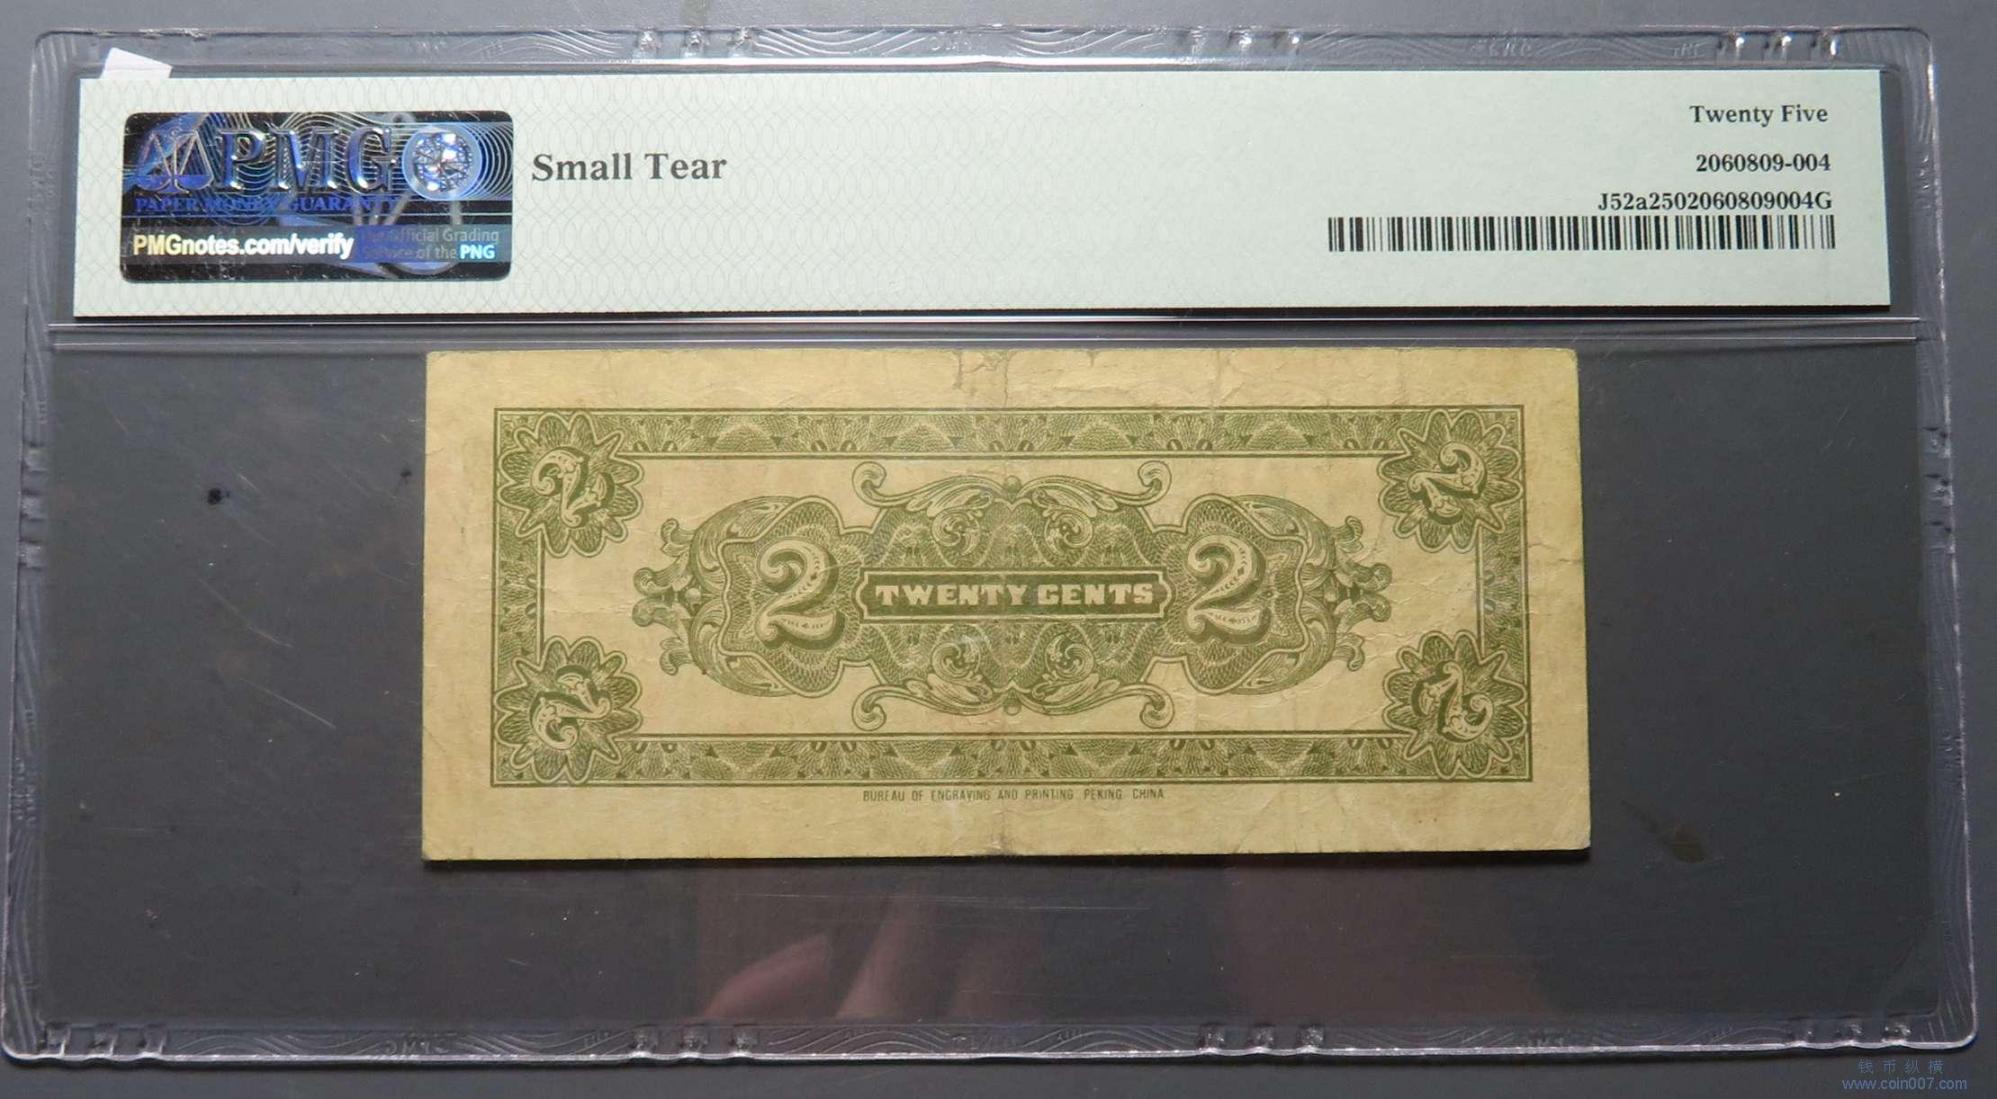 PMG
PAPER MONEY GUARANTY
PMGnotes.com/verify
The Official Grading
Service of the PNG
Small Tear
Twenty Five
2060809-004
J52a2502060809004G
2
2
2
TWENTY CENTS
2
2
2
BUREAU OF ENGRAVING AND PRINTING PEKING CHINA
钱币纵横
www.coin007.com